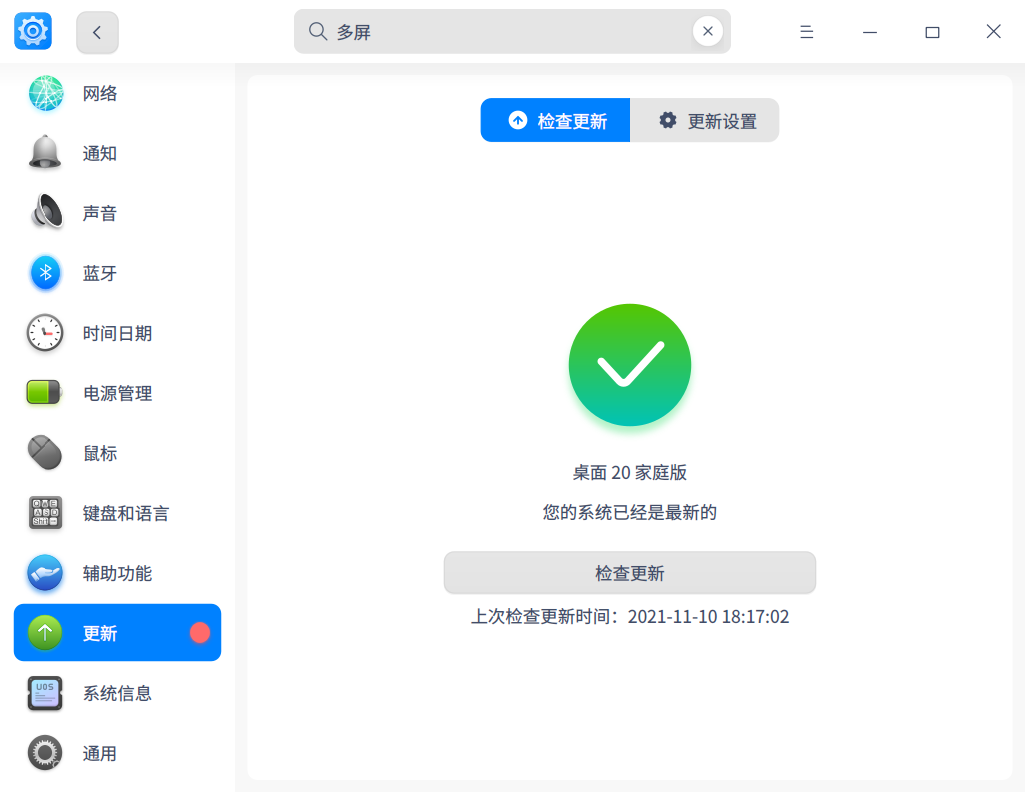 多屏
网络
通知
声音
蓝牙
时间日期
电源管理
鼠标
键盘和语言
辅助功能
更新
UOS
系统信息
通用
检查更新
更新设置
桌面 20 家庭版
您的系统已经是最新的
检查更新
上次检查更新时间：2021-11-10 18:17:02